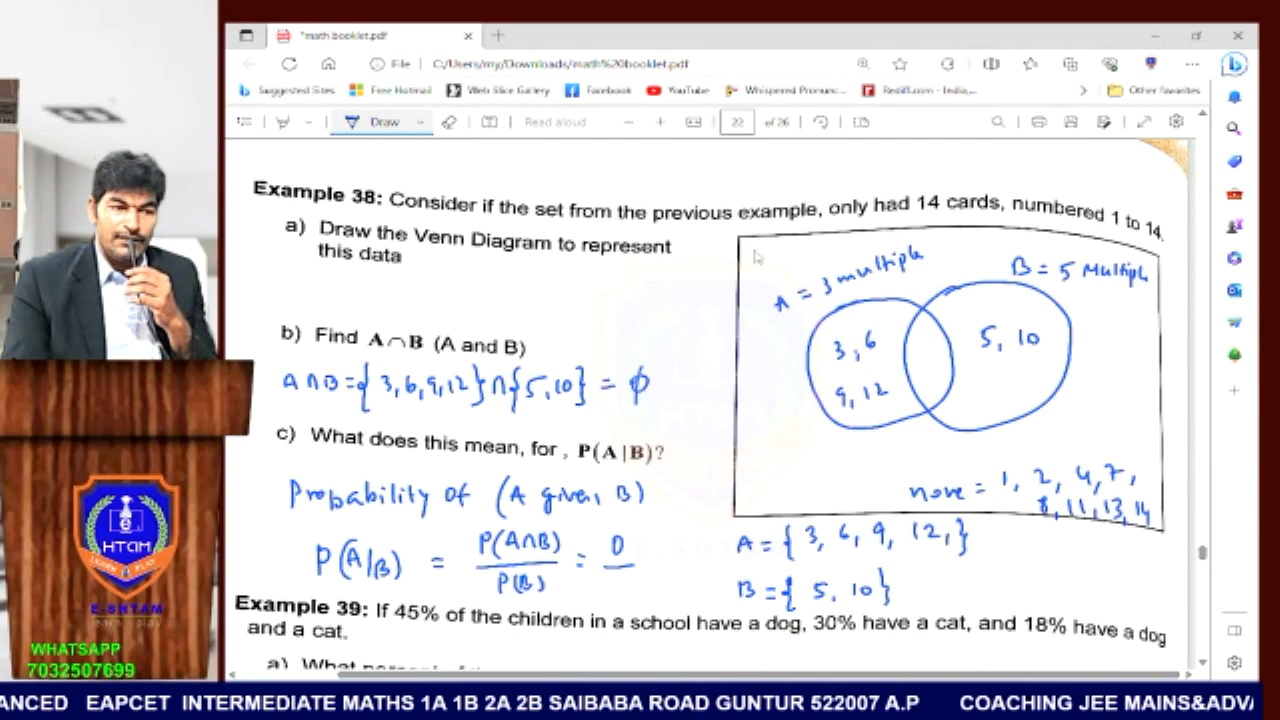 *math booklet.pdf
File | C:/Users/my/Downloads/math%20booklet.pdf
Suggested Sites Free Hotmail Web Slice Gallery Facebook YouTube Whispered Pronunc... Rediff.com - India,... Other favorites
Draw Read aloud 22 of 26
Example 38: Consider if the set from the previous example, only had 14 cards, numbered 1 to 14.
a) Draw the Venn Diagram to represent
this data
A = 3 multiple
B = 5 Multiple
3, 6
9, 12
5, 10
none = 1, 2, 4, 7,
8, 11, 13, 14
b) Find A∩B (A and B)
A∩B = { 3, 6, 9, 12 } ∩ { 5, 10 } = ϕ
c) What does this mean, for , P(A|B)?
Probability of (A given, B)
P(A/B) = P(A∩B)/P(B) = 0
A = { 3, 6, 9, 12, }
B = { 5, 10 }
Example 39: If 45% of the children in a school have a dog, 30% have a cat, and 18% have a dog
and a cat.
HTAM
LEARN PLAY
E-SHTAM
learn play
WHATSAPP
7032507699
ANCED EAPCET INTERMEDIATE MATHS 1A 1B 2A 2B SAIBABA ROAD GUNTUR 522007 A.P COACHING JEE MAINS&ADVA